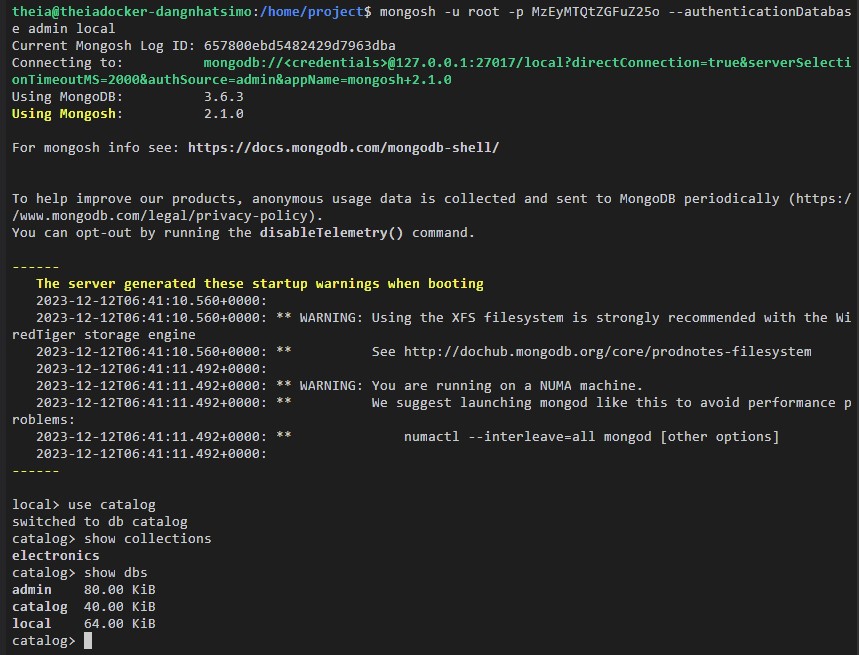 theia@theiadocker-dangnhatsimo:/home/project$ mongosh -u root -p MzEyMTQtZGFuZ25o --authenticationDatabas
e admin local
Current Mongosh Log ID: 657800ebd5482429d7963dba
Connecting to:          mongodb://<credentials>@127.0.0.1:27017/local?directConnection=true&serverSelecti
onTimeoutMS=2000&authSource=admin&appName=mongosh+2.1.0
Using MongoDB:          3.6.3
Using Mongosh:          2.1.0
For mongosh info see: https://docs.mongodb.com/mongodb-shell/
To help improve our products, anonymous usage data is collected and sent to MongoDB periodically (https:/
/www.mongodb.com/legal/privacy-policy).
You can opt-out by running the disableTelemetry() command.
------
   The server generated these startup warnings when booting
   2023-12-12T06:41:10.560+0000:
   2023-12-12T06:41:10.560+0000: ** WARNING: Using the XFS filesystem is strongly recommended with the Wi
redTiger storage engine
   2023-12-12T06:41:10.560+0000: **          See http://dochub.mongodb.org/core/prodnotes-filesystem
   2023-12-12T06:41:11.492+0000:
   2023-12-12T06:41:11.492+0000: ** WARNING: You are running on a NUMA machine.
   2023-12-12T06:41:11.492+0000: **          We suggest launching mongod like this to avoid performance p
roblems:
   2023-12-12T06:41:11.492+0000: **              numactl --interleave=all mongod [other options]
   2023-12-12T06:41:11.492+0000:
------
local> use catalog
switched to db catalog
catalog> show collections
electronics
catalog> show dbs
admin    80.00 KiB
catalog  40.00 KiB
local    64.00 KiB
catalog>